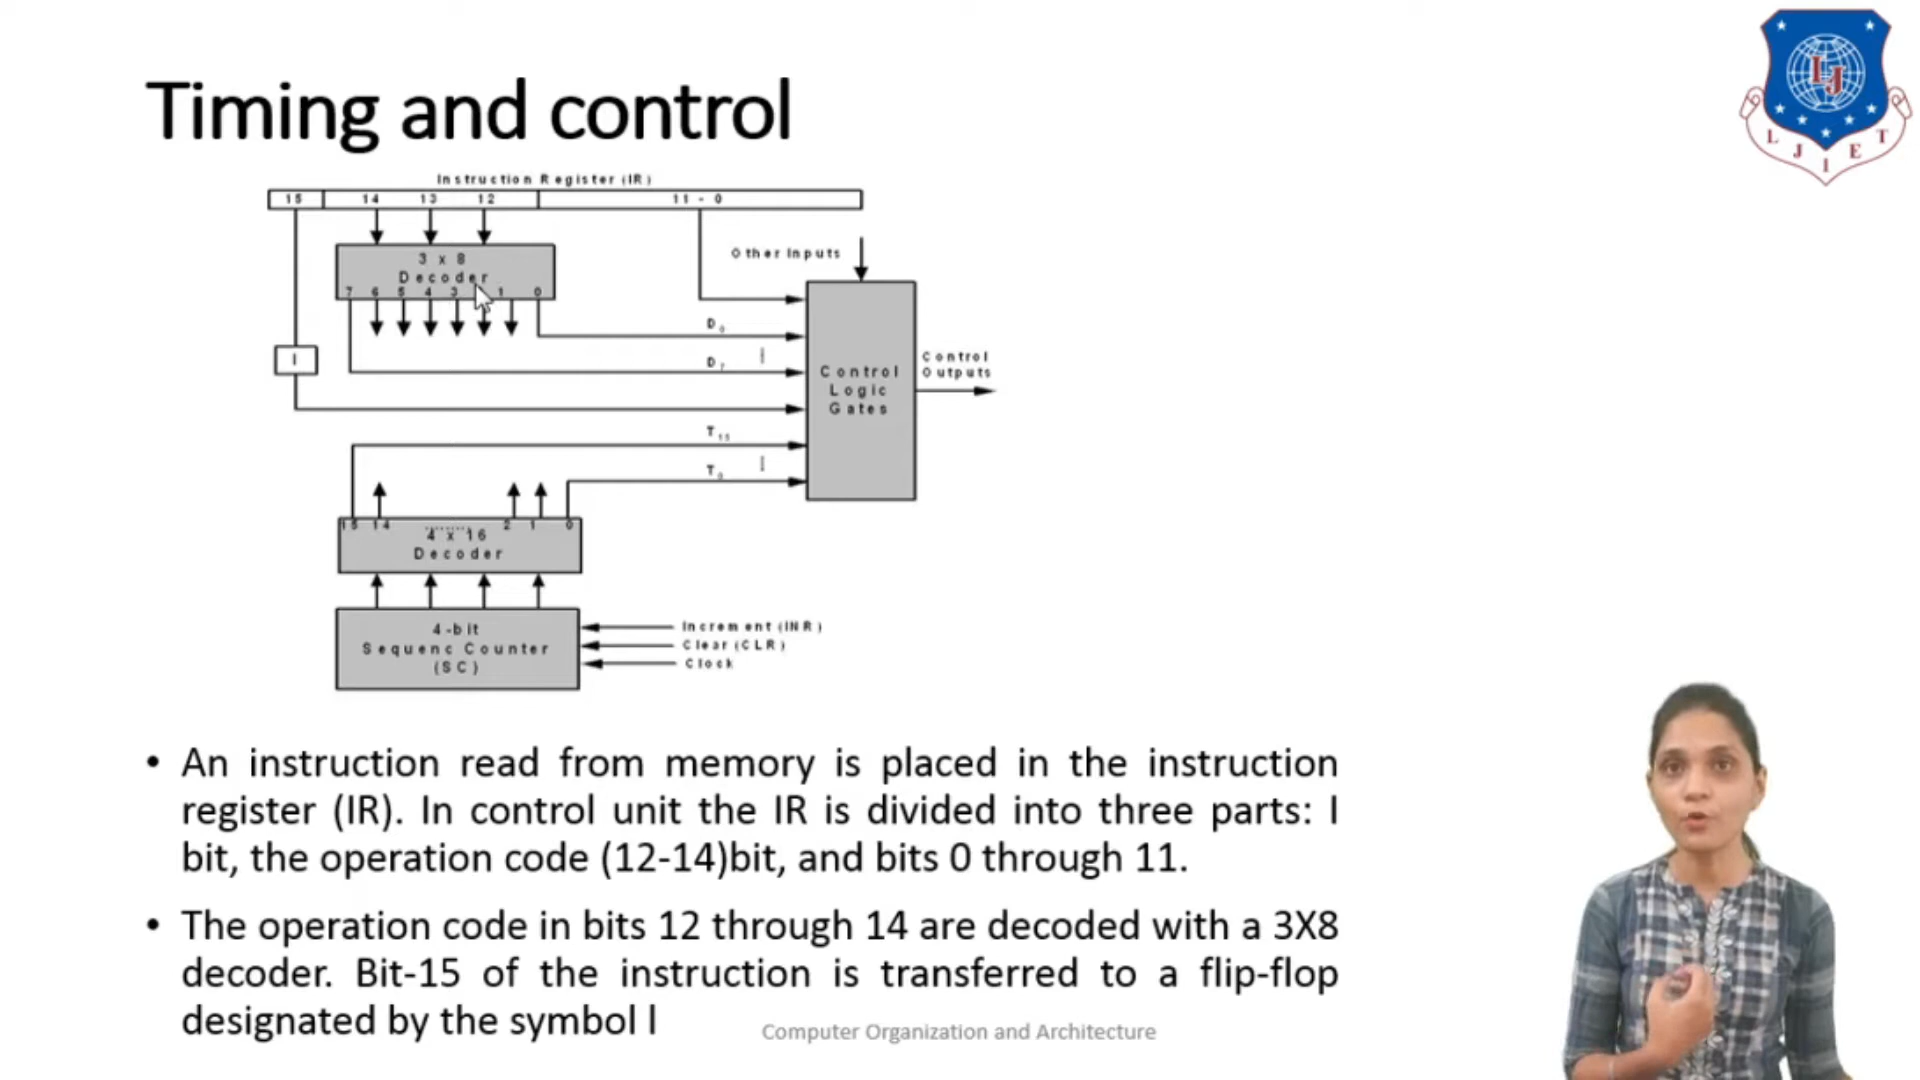 Timing and control
L J I E T
LJ
Instruction Register (IR)
15 14 13 12 11 - 0
3 x 8
Decoder
7 6 5 4 3 1 0
Other Inputs
D0
D7
I
Control
Logic
Gates
Control
Outputs
T15
T0
15 14 ........ 2 1 0
4 x 16
Decoder
4-bit
Sequenc Counter
(SC)
Increment (INR)
Clear (CLR)
Clock
• An instruction read from memory is placed in the instruction
register (IR). In control unit the IR is divided into three parts: I
bit, the operation code (12-14)bit, and bits 0 through 11.
• The operation code in bits 12 through 14 are decoded with a 3X8
decoder. Bit-15 of the instruction is transferred to a flip-flop
designated by the symbol I
Computer Organization and Architecture